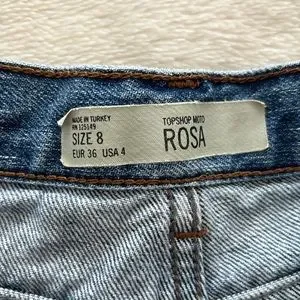 MADE IN TURKEY
RN 125149
SIZE 8
EUR 36 USA 4
TOPSHOP MOTO
ROSA